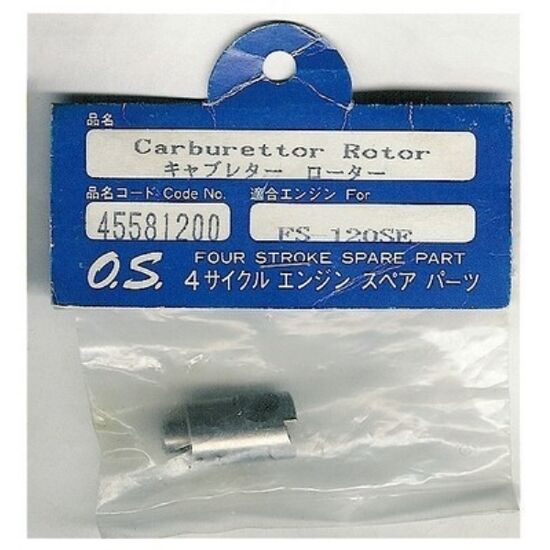 品名
Carburettor Rotor
キャブレター ローター
品名コード Code No. 適合エンジン For
45581200 FS-120SE
O.S. FOUR STROKE SPARE PART
4サイクル エンジン スペア パーツ